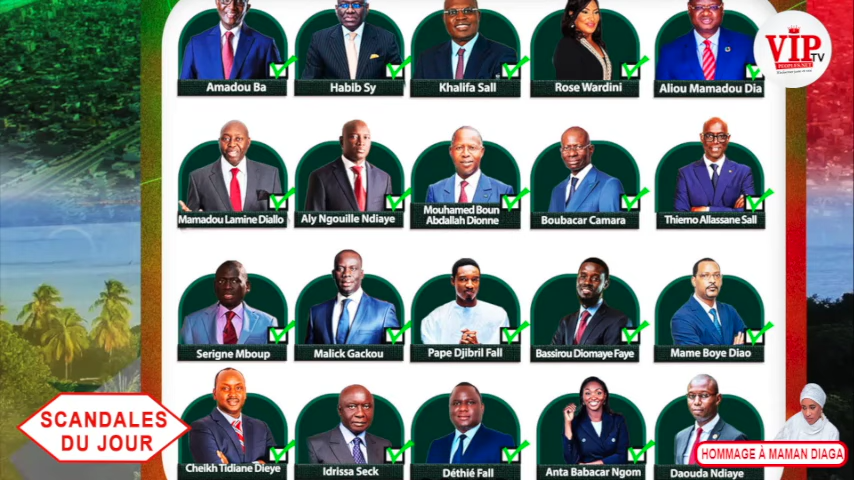 VIP
TV
PEOPLES.NET
Amadou Ba
Habib Sy
Khalifa Sall
Rose Wardini
Aliou Mamadou Dia
Mamadou Lamine Diallo
Aly Ngouille Ndiaye
Mouhamed Boun
Abdallah Dionne
Boubacar Camara
Thierno Allassane Sall
Serigne Mboup
Malick Gackou
Pape Djibril Fall
Bassirou Diomaye Faye
Mame Boye Diao
SCANDALES
DU JOUR
Cheikh Tidiane Dieye
Idrissa Seck
Déthié Fall
Anta Babacar Ngom
Daouda Ndiaye
HOMMAGE À MAMAN DIAGA